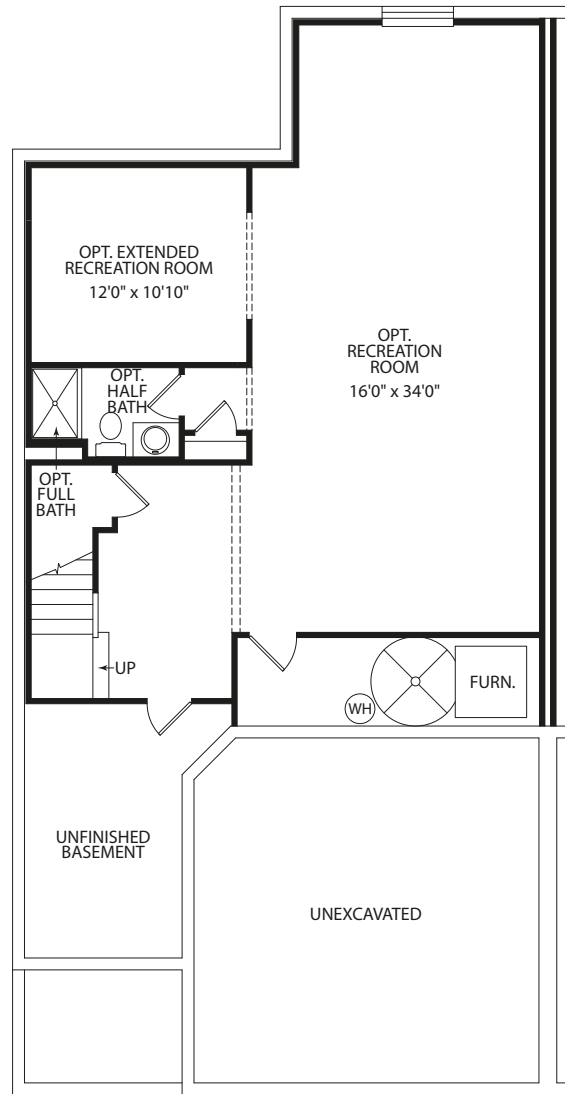 OPT. EXTENDED
RECREATION ROOM
12'0" x 10'10"
OPT.
RECREATION
ROOM
16'0" x 34'0"
OPT.
HALF
BATH
OPT.
FULL
BATH
UP
WH
FURN.
UNFINISHED
BASEMENT
UNEXCAVATED